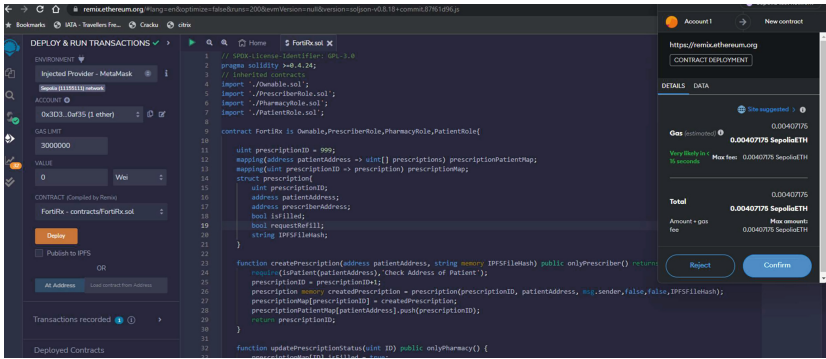 remix.ethereum.org/#lang=en&optimize=false&runs=200&evmVersion=null&version=soljson-v0.8.18+commit.87f61d96.js
Bookmarks IATA - Travellers Fre... Cracku citrix
DEPLOY & RUN TRANSACTIONS
ENVIRONMENT
Injected Provider - MetaMask
Sepolia (11155111) network
ACCOUNT
0x3D3...0af35 (1 ether)
GAS LIMIT
3000000
VALUE
0 Wei
CONTRACT (Compiled by Remix)
FortiRx - contracts/FortiRx.sol
Deploy
Publish to IPFS
OR
At Address Load contract from Address
Transactions recorded 1
Deployed Contracts
Home FortiRx.sol
1 // SPDX-License-Identifier: GPL-3.0
2 pragma solidity >=0.4.24;
3 // inherited contracts
4 import './Ownable.sol';
5 import './PrescriberRole.sol';
6 import './PharmacyRole.sol';
7 import './PatientRole.sol';
8
9 contract FortiRx is Ownable,PrescriberRole,PharmacyRole,PatientRole{
10
11 uint prescriptionID = 999;
12 mapping(address patientAddress => uint[] prescriptions) prescriptionPatientMap;
13 mapping(uint prescriptionID => prescription) prescriptionMap;
14 struct prescription{
15 uint prescriptionID;
16 address patientAddress;
17 address prescriberAddress;
18 bool isFilled;
19 bool requestRefill;
20 string IPFSFileHash;
21 }
22
23 function createPrescription(address patientAddress, string memory IPFSFileHash) public onlyPrescriber() returns
24 require(isPatient(patientAddress),'Check Address of Patient');
25 prescriptionID = prescriptionID+1;
26 prescription memory createdPrescription = prescription(prescriptionID, patientAddress, msg.sender,false,false,IPFSFileHash);
27 prescriptionMap[prescriptionID] = createdPrescription;
28 prescriptionPatientMap[patientAddress].push(prescriptionID);
29 return prescriptionID;
30 }
31
32 function updatePrescriptionStatus(uint ID) public onlyPharmacy() {
33 prescriptionMap[ID].isFilled = true;
Account 1 New contract
https://remix.ethereum.org
CONTRACT DEPLOYMENT
DETAILS DATA
Site suggested >
Gas (estimated) 0.00407175
0.00407175 SepoliaETH
Very likely in < 15 seconds Max fee: 0.00407175 SepoliaETH
Total 0.00407175
0.00407175 SepoliaETH
Amount + gas fee Max amount: 0.00407175 SepoliaETH
Reject Confirm